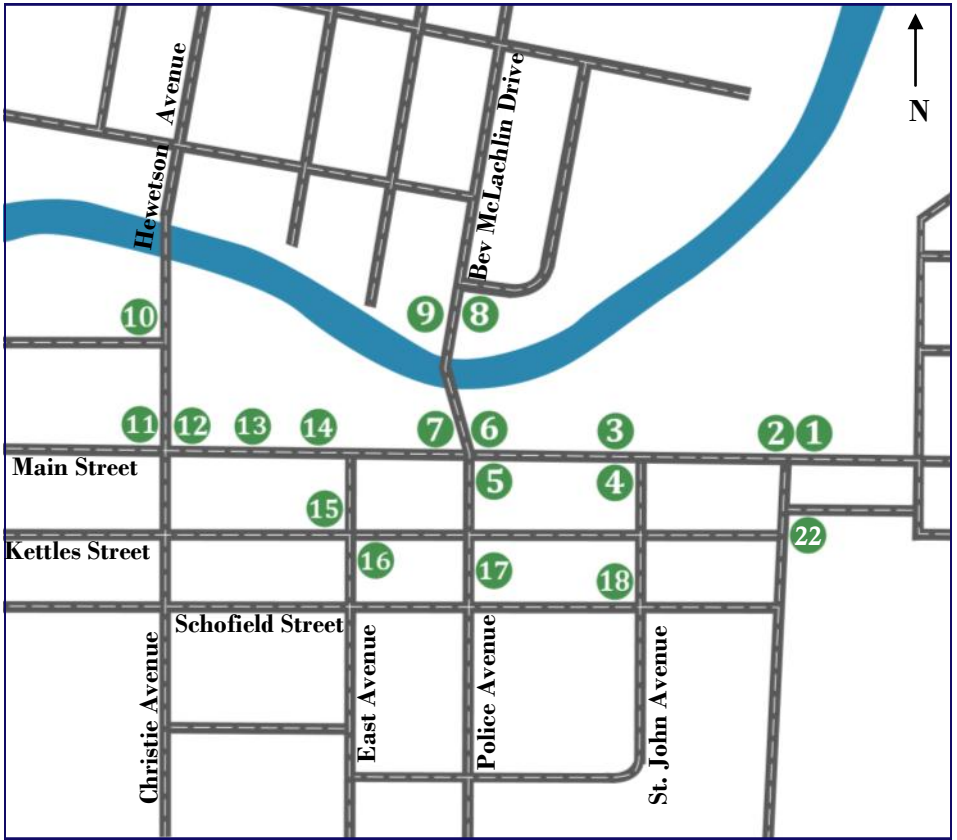 Hewetson Avenue
Bev McLachlin Drive
N
10
9
8
11
12
13
14
7
6
3
2
1
Main Street
5
4
15
Kettles Street
22
16
17
18
Schofield Street
Christie Avenue
East Avenue
Police Avenue
St. John Avenue